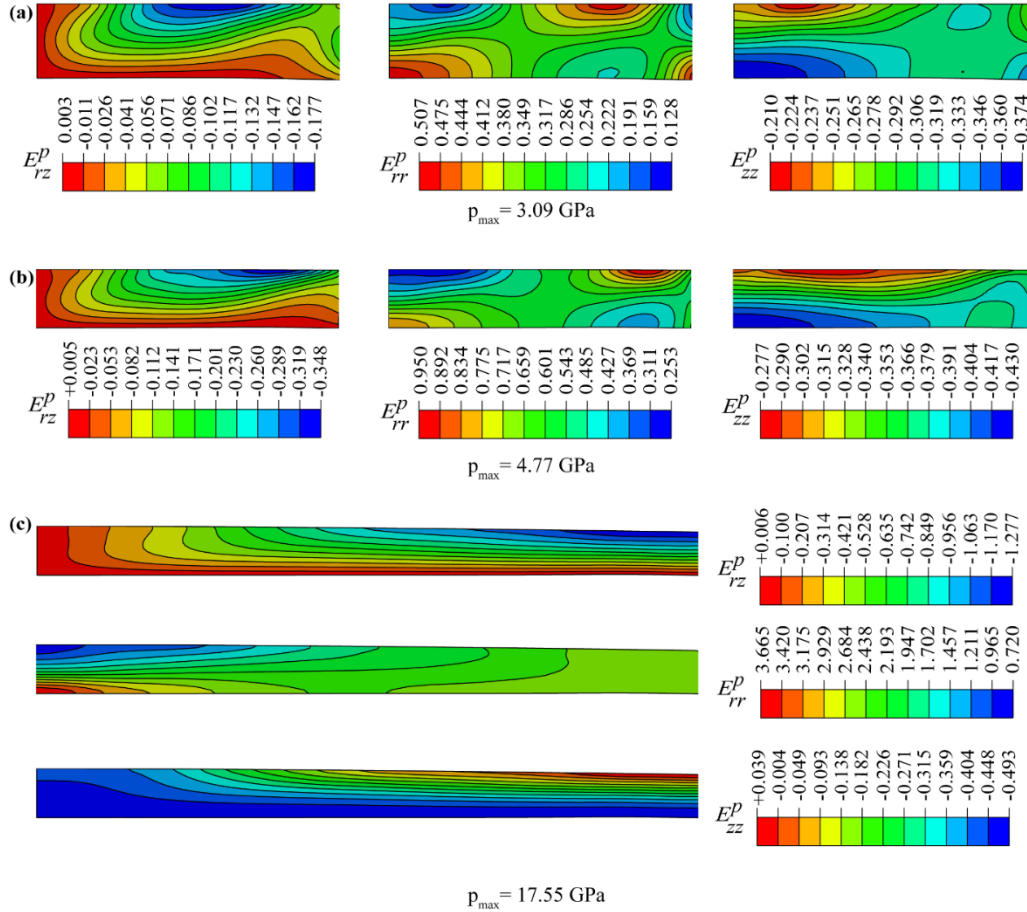 (a)
0.003 -0.011 -0.026 -0.041 -0.056 -0.071 -0.086 -0.102 -0.117 -0.132 -0.147 -0.162 -0.177
E^p_rz
0.507 0.475 0.444 0.412 0.380 0.349 0.317 0.286 0.254 0.222 0.191 0.159 0.128
E^p_rr
-0.210 -0.224 -0.237 -0.251 -0.265 -0.278 -0.292 -0.306 -0.319 -0.333 -0.346 -0.360 -0.374
E^p_zz
p_max = 3.09 GPa
(b)
+0.005 -0.023 -0.053 -0.082 -0.112 -0.141 -0.171 -0.201 -0.230 -0.260 -0.289 -0.319 -0.348
E^p_rz
0.950 0.892 0.834 0.775 0.717 0.659 0.601 0.543 0.485 0.427 0.369 0.311 0.253
E^p_rr
-0.277 -0.290 -0.302 -0.315 -0.328 -0.340 -0.353 -0.366 -0.379 -0.391 -0.404 -0.417 -0.430
E^p_zz
p_max = 4.77 GPa
(c)
+0.006 -0.100 -0.207 -0.314 -0.421 -0.528 -0.635 -0.742 -0.849 -0.956 -1.063 -1.170 -1.277
E^p_rz
3.665 3.420 3.175 2.929 2.684 2.438 2.193 1.947 1.702 1.457 1.211 0.965 0.720
E^p_rr
+0.039 -0.004 -0.049 -0.093 -0.138 -0.182 -0.226 -0.271 -0.315 -0.359 -0.404 -0.448 -0.493
E^p_zz
p_max = 17.55 GPa